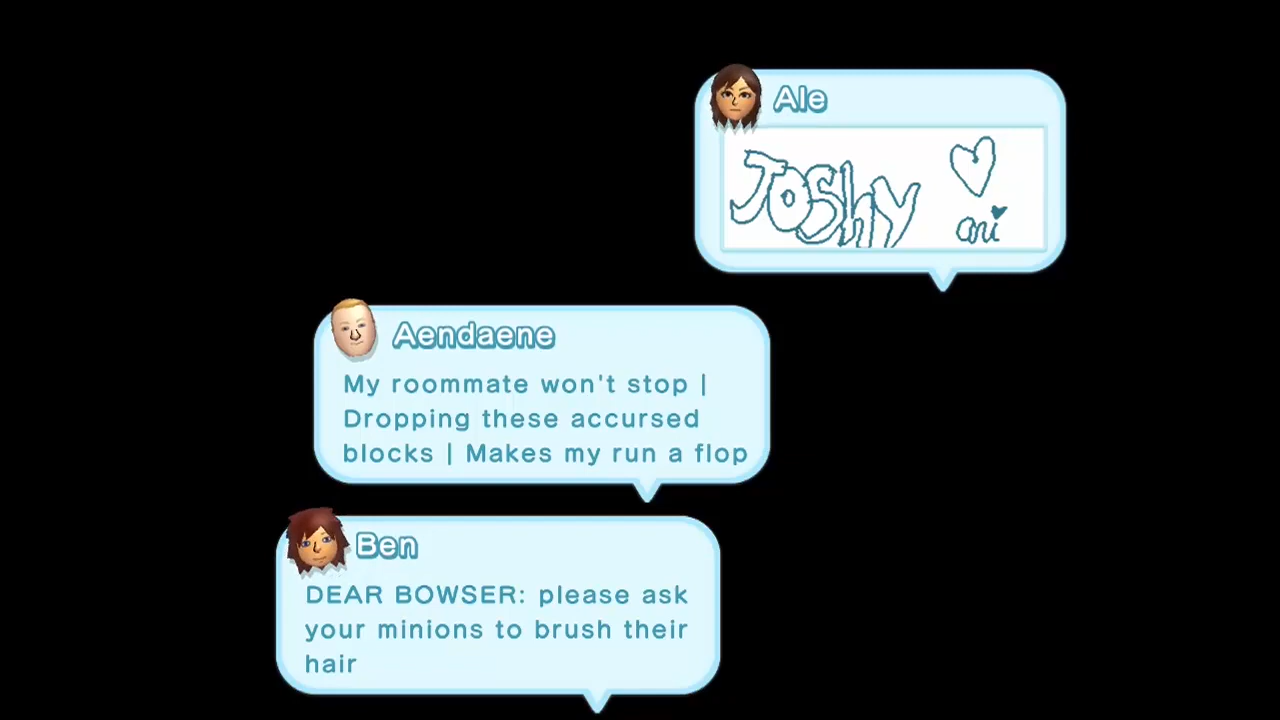 Ale
JOShy
ari
Aendaene
My roommate won't stop |
Dropping these accursed
blocks | Makes my run a flop
Ben
DEAR BOWSER: please ask
your minions to brush their
hair